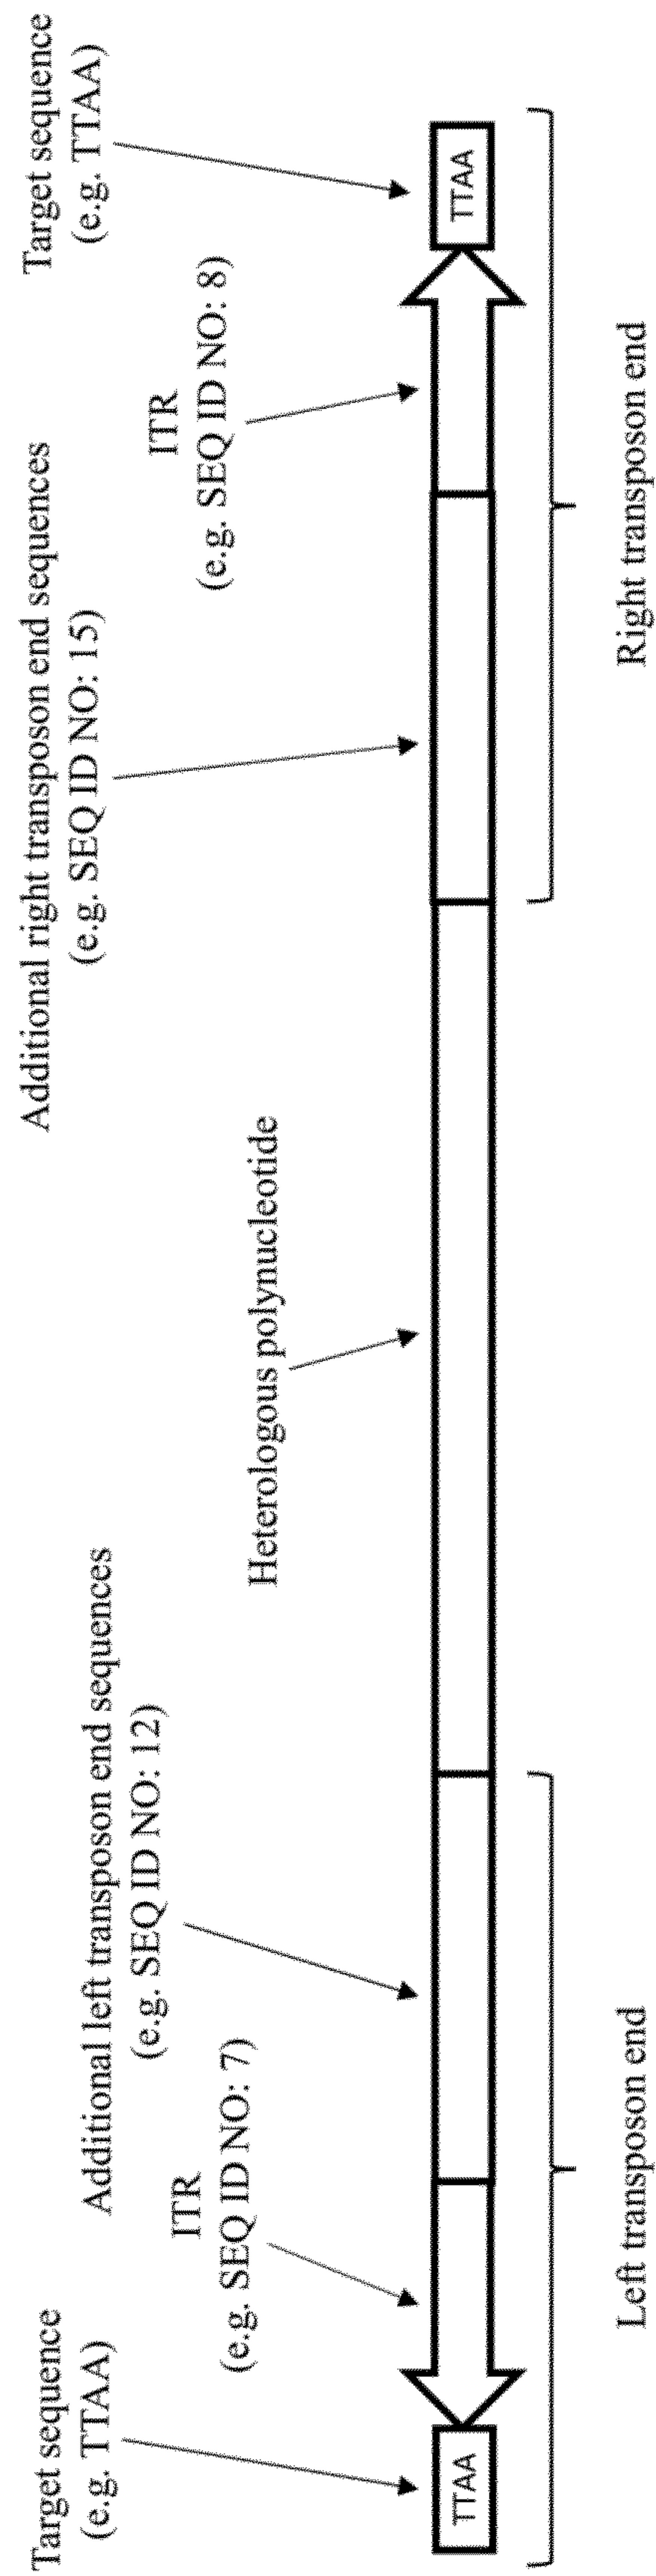 Target sequence
(e.g. TTAA)
ITR
(e.g. SEQ ID NO: 7)
Additional left transposon end sequences
(e.g. SEQ ID NO: 12)
Heterologous polynucleotide
Additional right transposon end sequences
(e.g. SEQ ID NO: 15)
ITR
(e.g. SEQ ID NO: 8)
Target sequence
(e.g. TTAA)
TTAA
TTAA
Left transposon end
Right transposon end